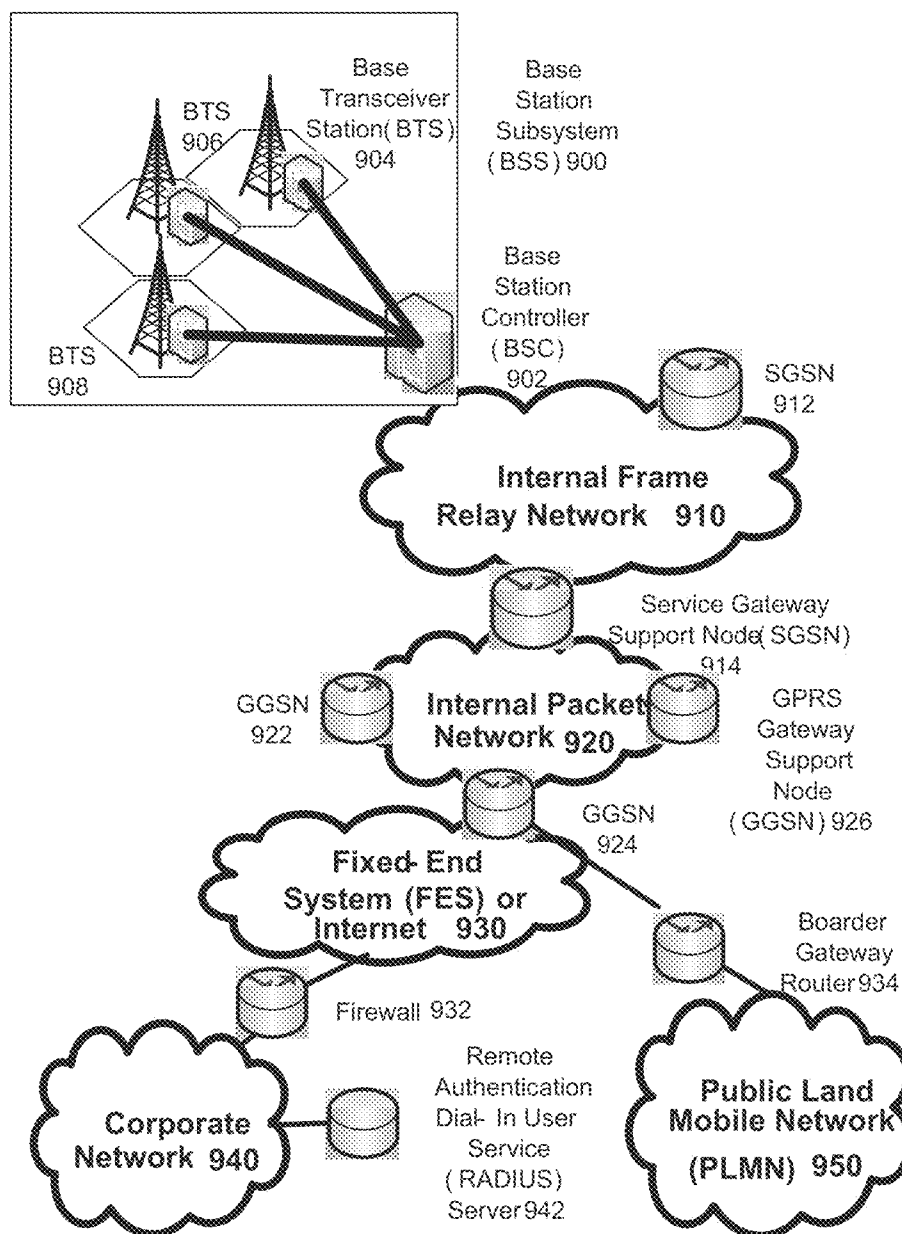 BTS
906
Base
Transceiver
Station(BTS)
904
Base
Station
Subsystem
(BSS) 900
Base
Station
Controller
(BSC)
902
BTS
908
SGSN
912
Internal Frame
Relay Network 910
Service Gateway
Support Node(SGSN)
914
GGSN
922
Internal Packet
Network 920
GPRS
Gateway
Support
Node
(GGSN) 926
GGSN
924
Fixed-End
System (FES) or
Internet 930
Boarder
Gateway
Router 934
Firewall 932
Corporate
Network 940
Remote
Authentication
Dial-In User
Service
(RADIUS)
Server 942
Public Land
Mobile Network
(PLMN) 950